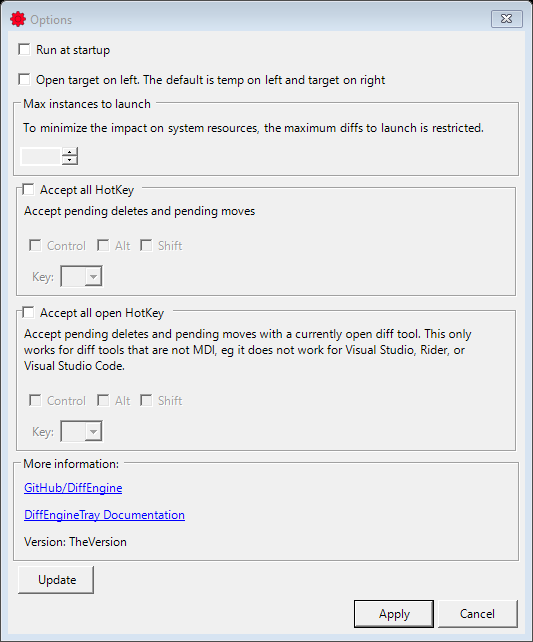 Options
Run at startup
Open target on left. The default is temp on left and target on right
Max instances to launch
To minimize the impact on system resources, the maximum diffs to launch is restricted.
Accept all HotKey
Accept pending deletes and pending moves
Control Alt Shift
Key:
Accept all open HotKey
Accept pending deletes and pending moves with a currently open diff tool. This only
works for diff tools that are not MDI, eg it does not work for Visual Studio, Rider, or
Visual Studio Code.
Control Alt Shift
Key:
More information:
GitHub/DiffEngine
DiffEngineTray Documentation
Version: TheVersion
Update
Apply Cancel